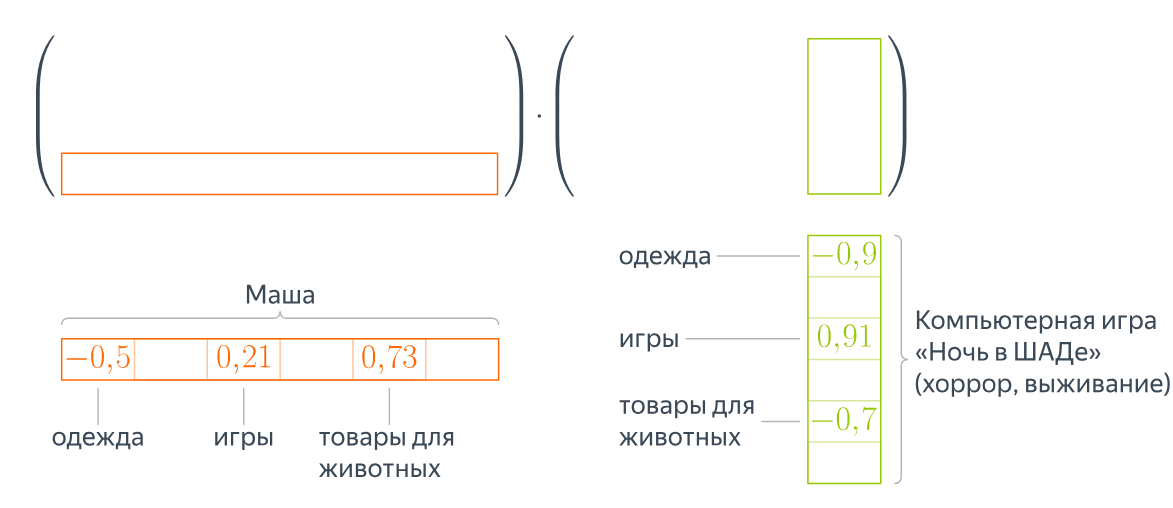 Маша
−0,5 0,21 0,73
одежда игры товары для
животных
одежда −0,9
игры 0,91
товары для
животных −0,7
Компьютерная игра
«Ночь в ШАДе»
(хоррор, выживание)